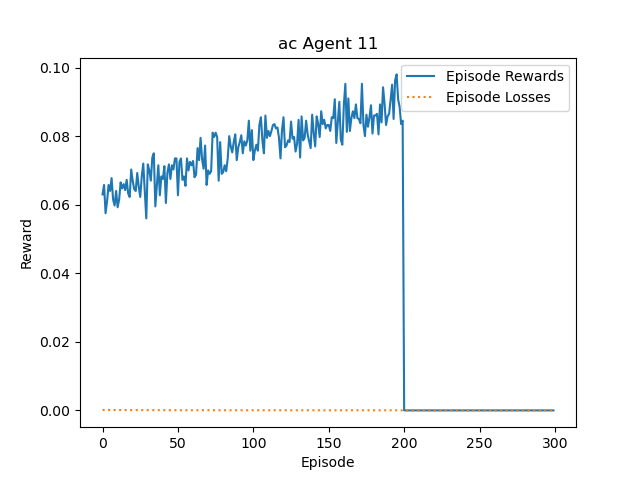 ac Agent 11
Episode Rewards
Episode Losses
Reward
0.10
0.08
0.06
0.04
0.02
0.00
0 50 100 150 200 250 300
Episode